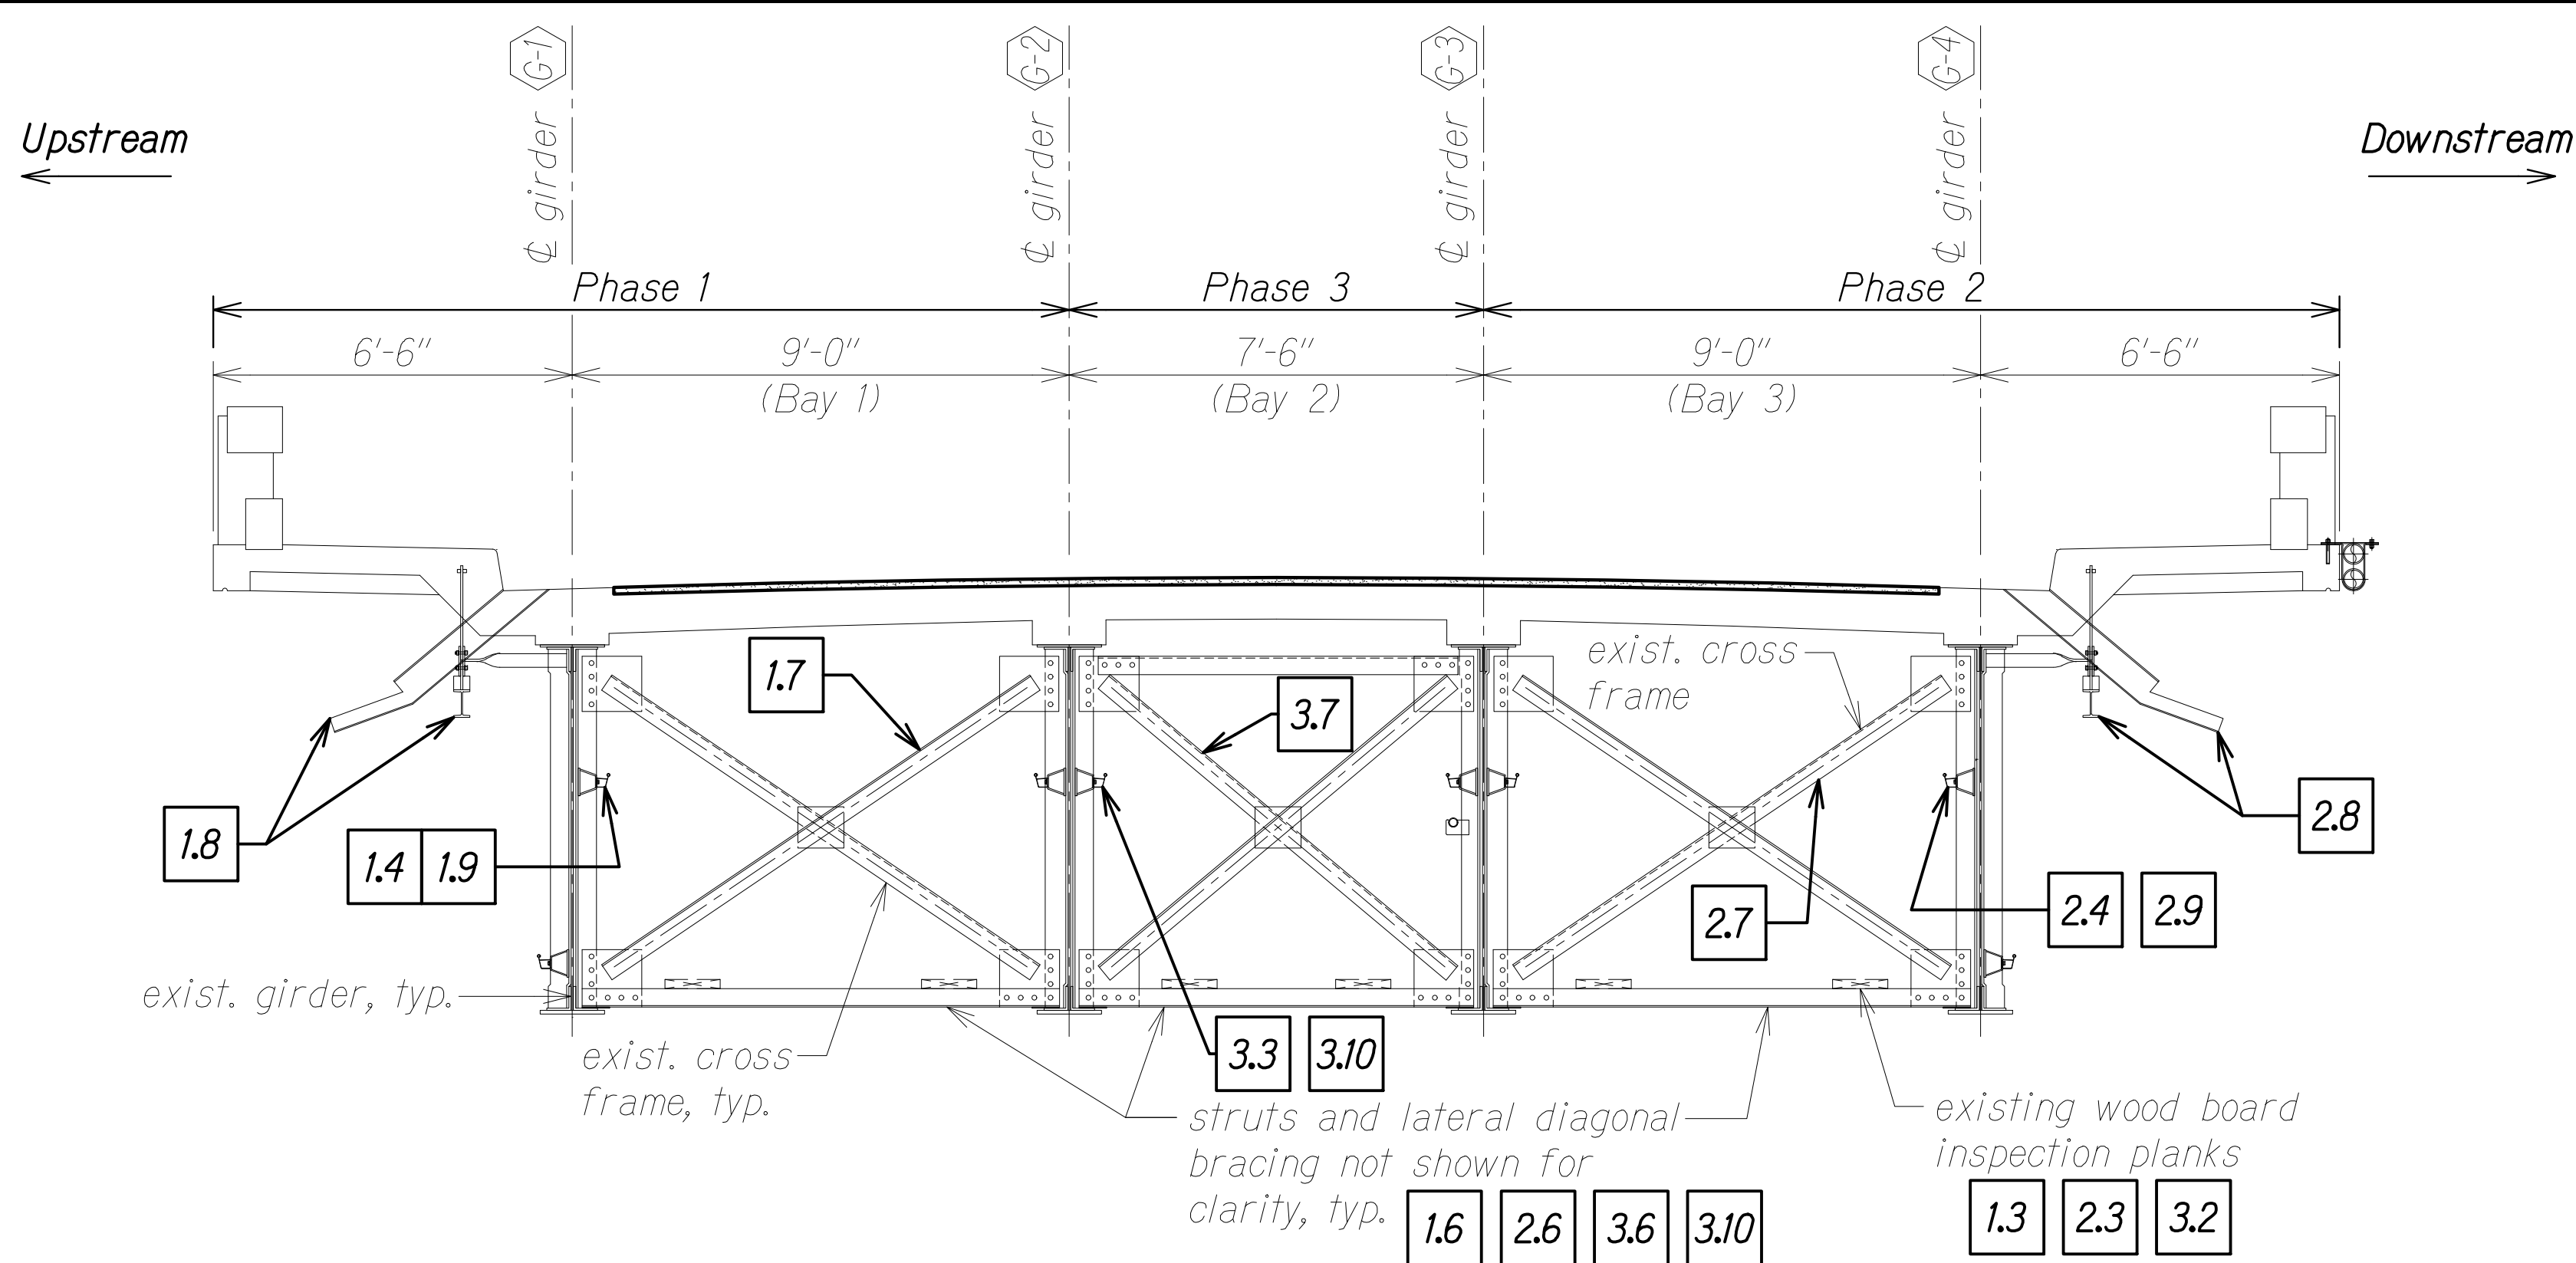 G-1
G-2
G-3
G-4
℄ girder
℄ girder
℄ girder
℄ girder
Upstream
Downstream
Phase 1
Phase 3
Phase 2
6'-6"
9'-0"
7'-6"
9'-0"
6'-6"
(Bay 1)
(Bay 2)
(Bay 3)
1.7
3.7
exist. cross
frame
1.8
1.4 1.9
2.7
2.4 2.9
2.8
exist. girder, typ.
exist. cross
frame, typ.
3.3 3.10
struts and lateral diagonal
bracing not shown for
clarity, typ.
1.6 2.6 3.6 3.10
existing wood board
inspection planks
1.3 2.3 3.2